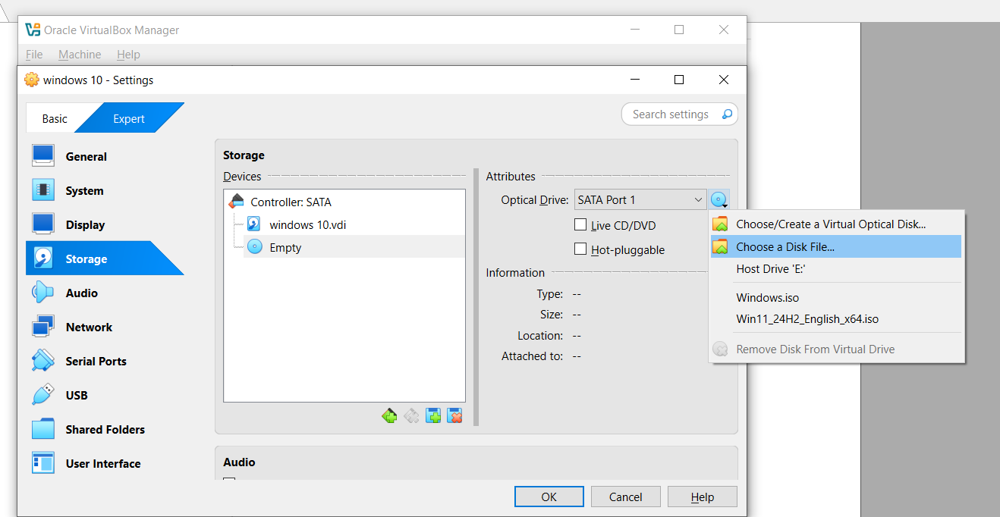 Oracle VirtualBox Manager
File Machine Help
windows 10 - Settings
Basic Expert
Search settings
General
System
Display
Storage
Audio
Network
Serial Ports
USB
Shared Folders
User Interface
Storage
Devices
Controller: SATA
windows 10.vdi
Empty
Attributes
Optical Drive: SATA Port 1
Live CD/DVD
Hot-pluggable
Information
Type: --
Size: --
Location: --
Attached to: --
Choose/Create a Virtual Optical Disk...
Choose a Disk File...
Host Drive 'E:'
Windows.iso
Win11_24H2_English_x64.iso
Remove Disk From Virtual Drive
Audio
OK Cancel Help